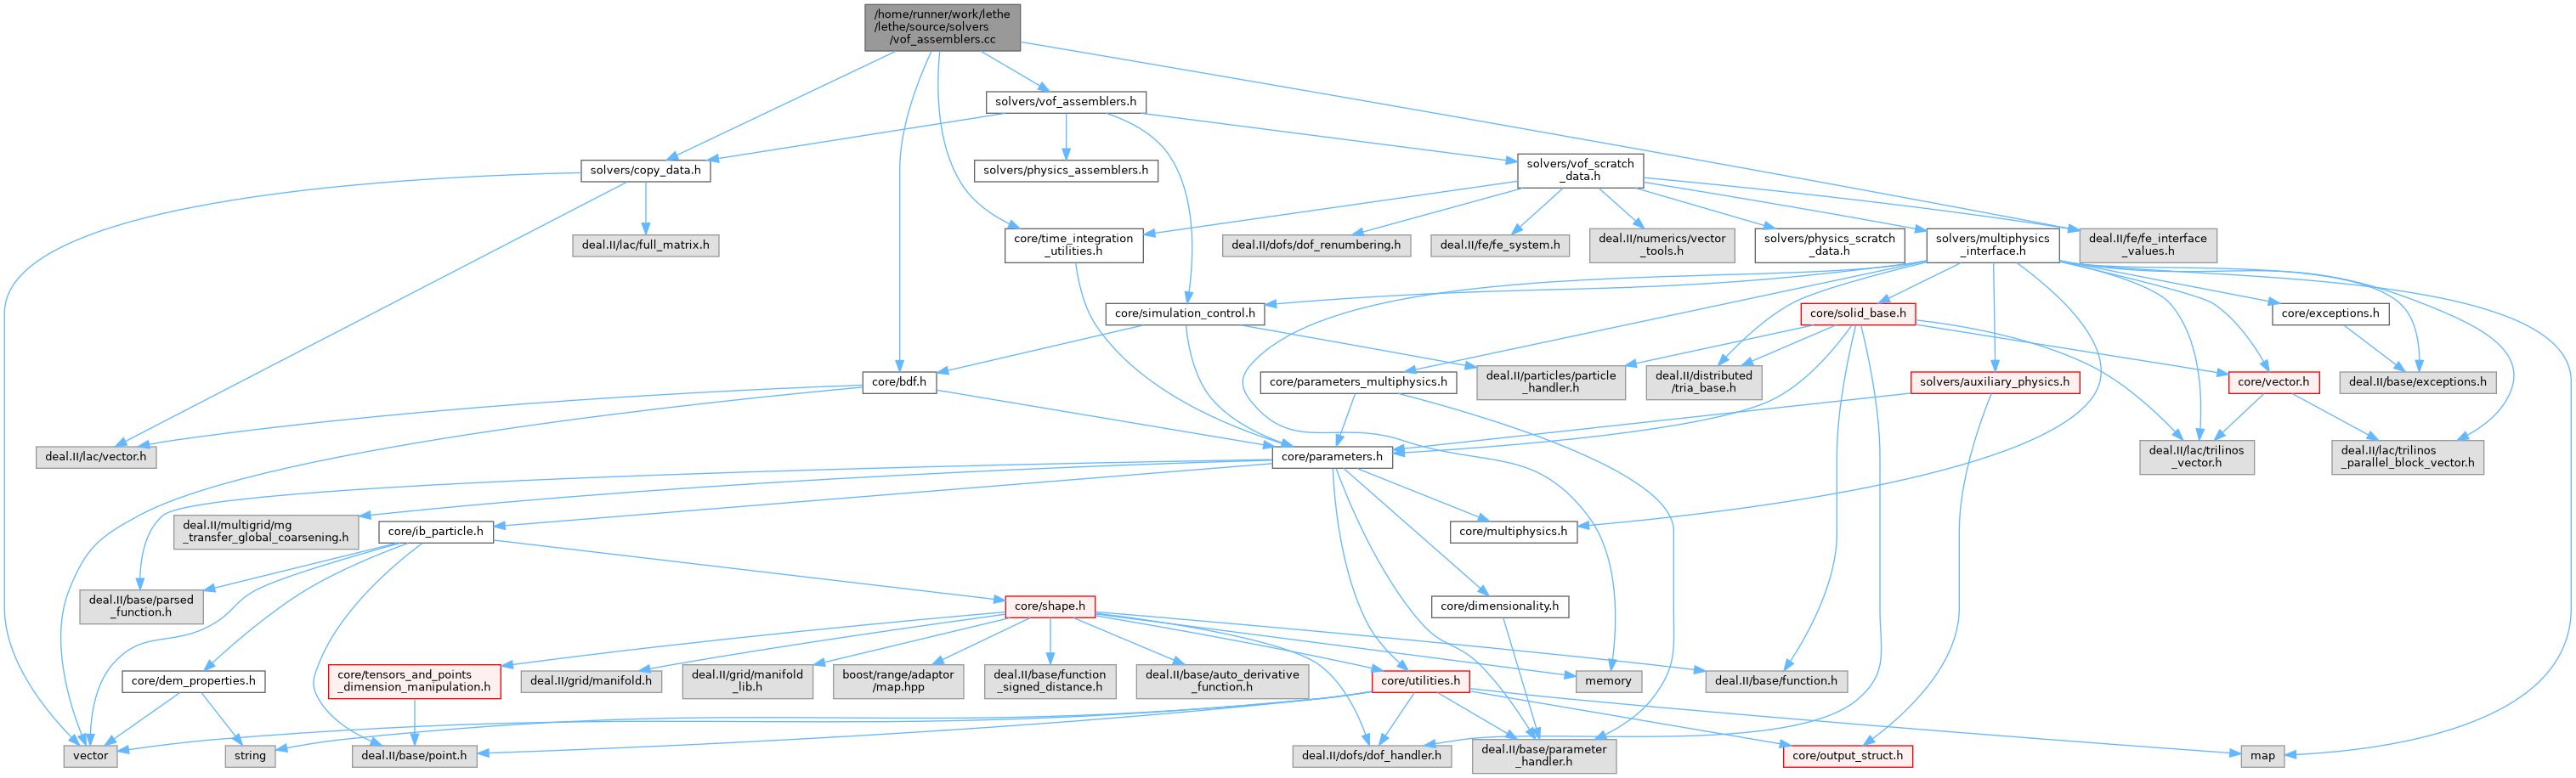 /home/runner/work/lethe
/lethe/source/solvers
/vof_assemblers.cc
solvers/vof_assemblers.h
solvers/copy_data.h
solvers/physics_assemblers.h
solvers/vof_scratch
_data.h
deal.II/lac/full_matrix.h
core/time_integration
_utilities.h
deal.II/dofs/dof_renumbering.h
deal.II/fe/fe_system.h
deal.II/numerics/vector
_tools.h
solvers/physics_scratch
_data.h
solvers/multiphysics
_interface.h
deal.II/fe/fe_interface
_values.h
core/simulation_control.h
core/solid_base.h
core/exceptions.h
core/bdf.h
core/parameters_multiphysics.h
deal.II/particles/particle
_handler.h
deal.II/distributed
/tria_base.h
solvers/auxiliary_physics.h
core/vector.h
deal.II/base/exceptions.h
deal.II/lac/vector.h
core/parameters.h
deal.II/lac/trilinos
_vector.h
deal.II/lac/trilinos
_parallel_block_vector.h
deal.II/multigrid/mg
_transfer_global_coarsening.h
core/ib_particle.h
core/multiphysics.h
deal.II/base/parsed
_function.h
core/shape.h
core/dimensionality.h
core/dem_properties.h
core/tensors_and_points
_dimension_manipulation.h
deal.II/grid/manifold.h
deal.II/grid/manifold
_lib.h
boost/range/adaptor
/map.hpp
deal.II/base/function
_signed_distance.h
deal.II/base/auto_derivative
_function.h
core/utilities.h
memory
deal.II/base/function.h
vector
string
deal.II/base/point.h
deal.II/dofs/dof_handler.h
deal.II/base/parameter
_handler.h
core/output_struct.h
map